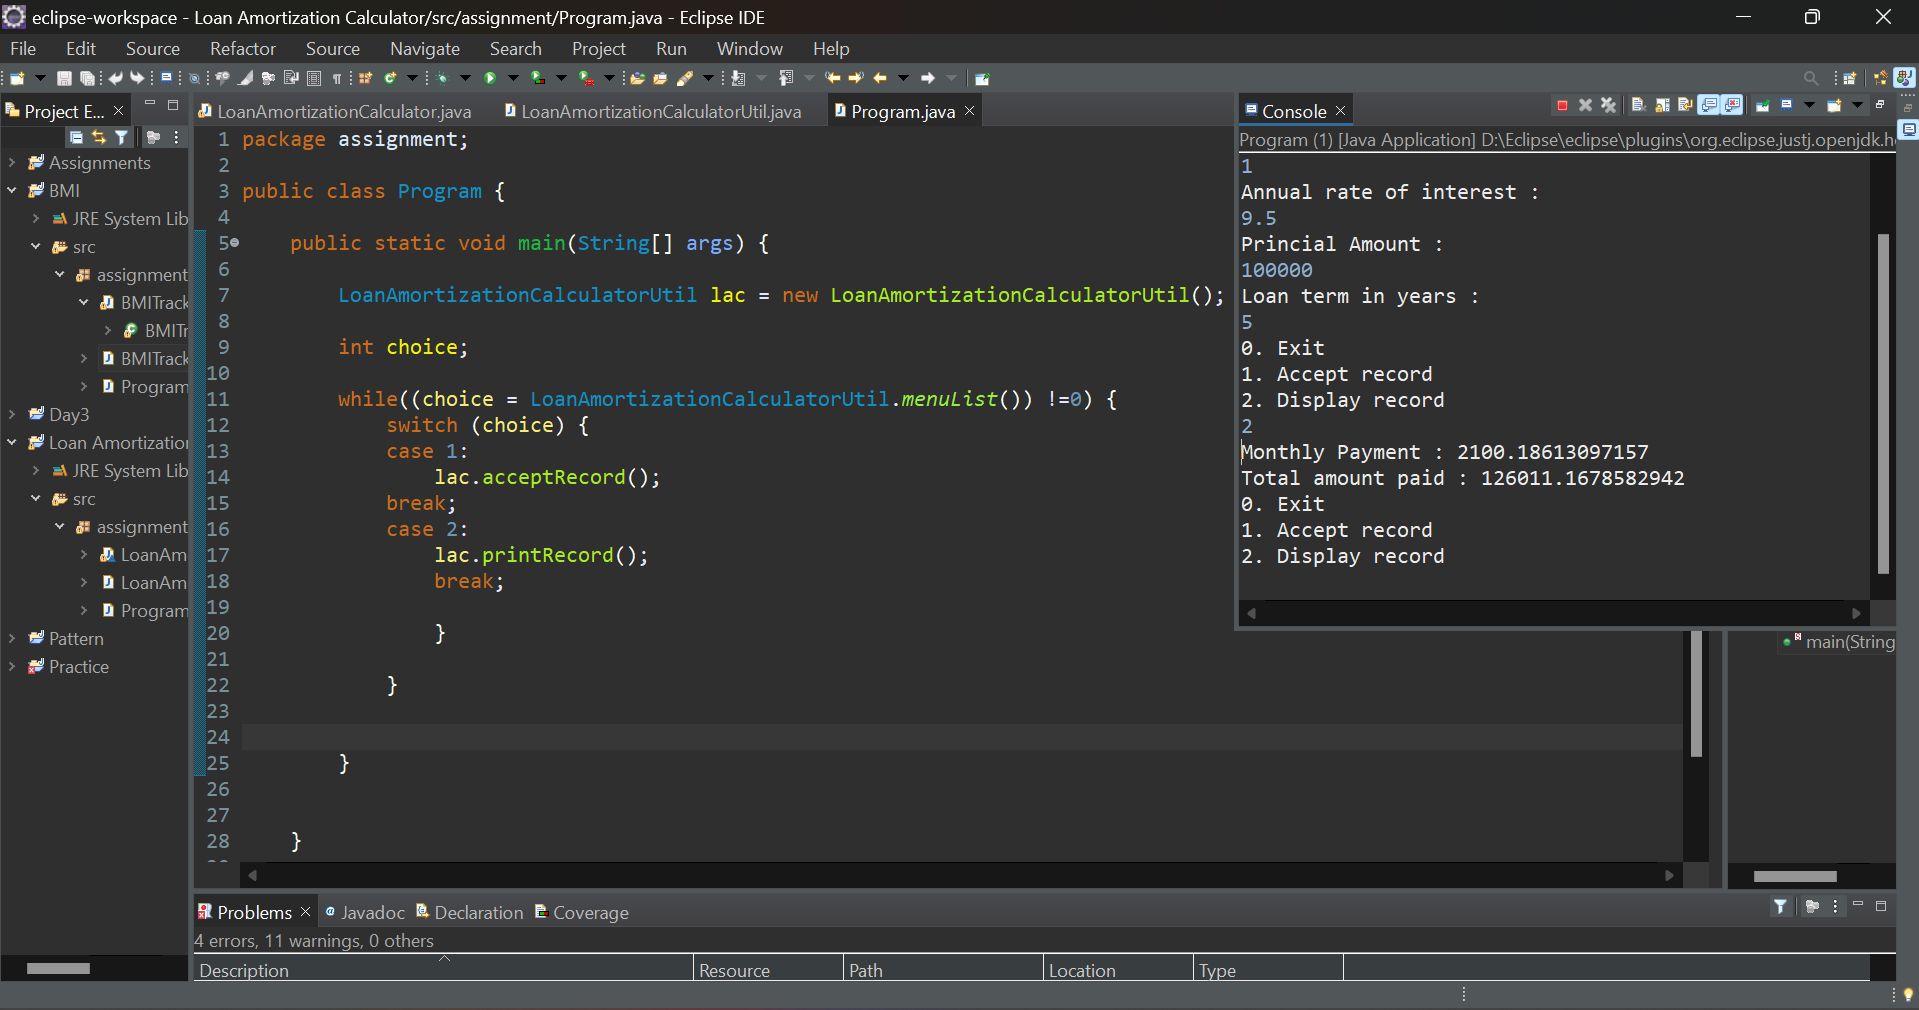 eclipse-workspace - Loan Amortization Calculator/src/assignment/Program.java - Eclipse IDE
File Edit Source Refactor Source Navigate Search Project Run Window Help
Project E...
Assignments
BMI
JRE System Lib
src
assignment
BMITrack
BMITr
BMITrack
Program
Day3
Loan Amortization
JRE System Lib
src
assignment
LoanAm
LoanAm
Program
Pattern
Practice
LoanAmortizationCalculator.java LoanAmortizationCalculatorUtil.java Program.java
1 package assignment;
2
3 public class Program {
4
5 public static void main(String[] args) {
6
7 LoanAmortizationCalculatorUtil lac = new LoanAmortizationCalculatorUtil();
8
9 int choice;
10
11 while((choice = LoanAmortizationCalculatorUtil.menuList()) !=0) {
12 switch (choice) {
13 case 1:
14 lac.acceptRecord();
15 break;
16 case 2:
17 lac.printRecord();
18 break;
19
20 }
21
22 }
23
24
25 }
26
27
28 }
Console
Program (1) [Java Application] D:\Eclipse\eclipse\plugins\org.eclipse.justj.openjdk.h
1
Annual rate of interest :
9.5
Princial Amount :
100000
Loan term in years :
5
0. Exit
1. Accept record
2. Display record
2
Monthly Payment : 2100.18613097157
Total amount paid : 126011.1678582942
0. Exit
1. Accept record
2. Display record
main(String
Problems Javadoc Declaration Coverage
4 errors, 11 warnings, 0 others
Description Resource Path Location Type